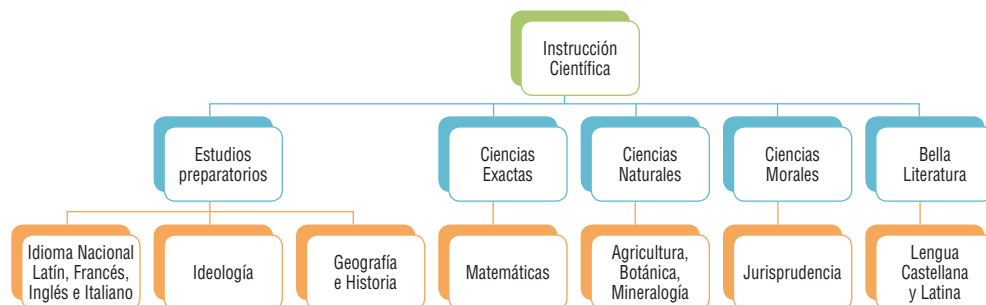 Instrucción
Científica
Estudios
preparatorios
Ciencias
Exactas
Ciencias
Naturales
Ciencias
Morales
Bella
Literatura
Idioma Nacional
Latín, Francés,
Inglés e Italiano
Ideología
Geografía
e Historia
Matemáticas
Agricultura,
Botánica,
Mineralogía
Jurisprudencia
Lengua
Castellana
y Latina